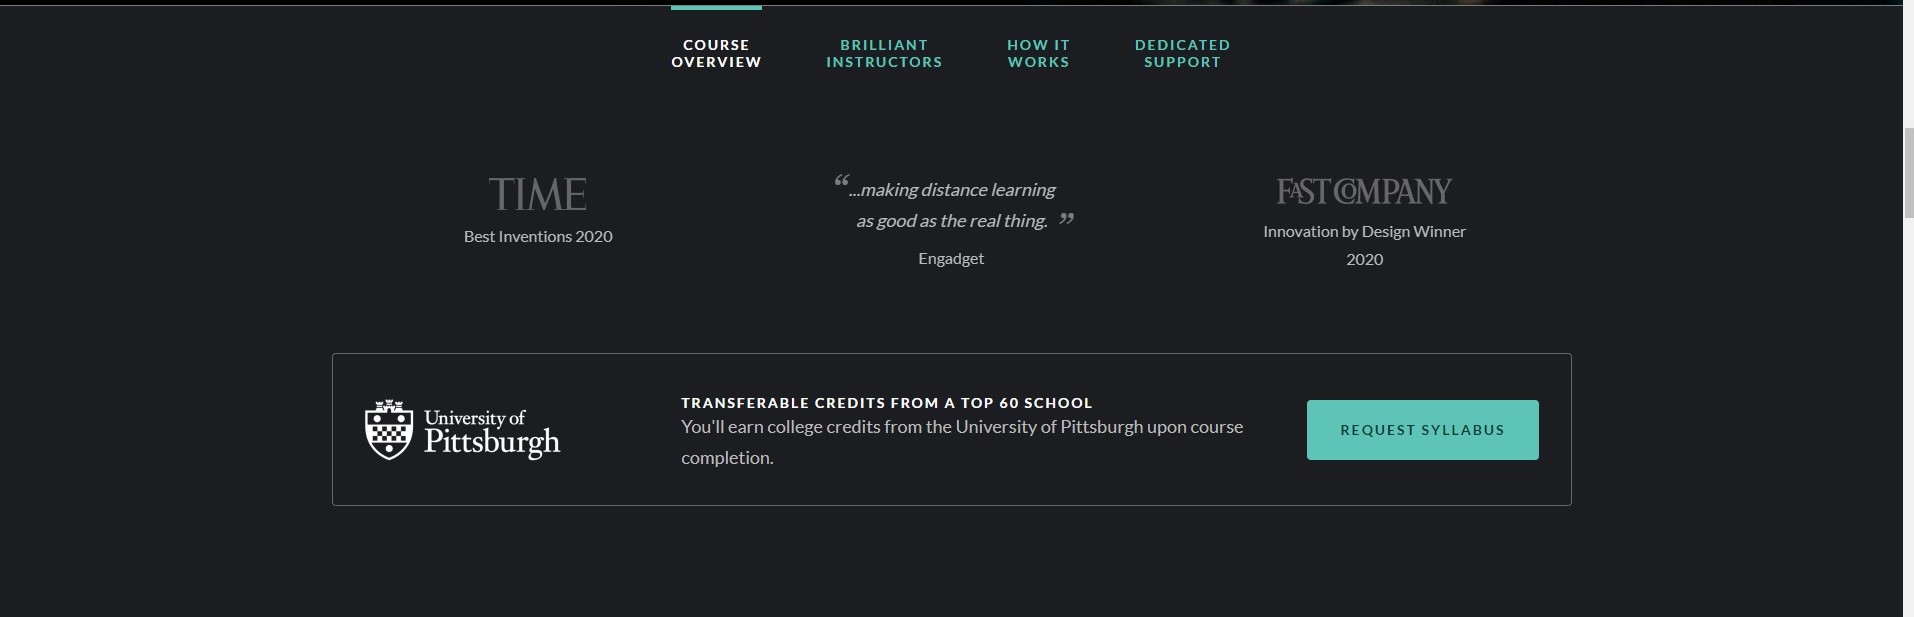 COURSE
OVERVIEW
BRILLIANT
INSTRUCTORS
HOW IT
WORKS
DEDICATED
SUPPORT
TIME
Best Inventions 2020
“...making distance learning
as good as the real thing. ”
Engadget
FAST COMPANY
Innovation by Design Winner
2020
University of
Pittsburgh
TRANSFERABLE CREDITS FROM A TOP 60 SCHOOL
You'll earn college credits from the University of Pittsburgh upon course
completion.
REQUEST SYLLABUS